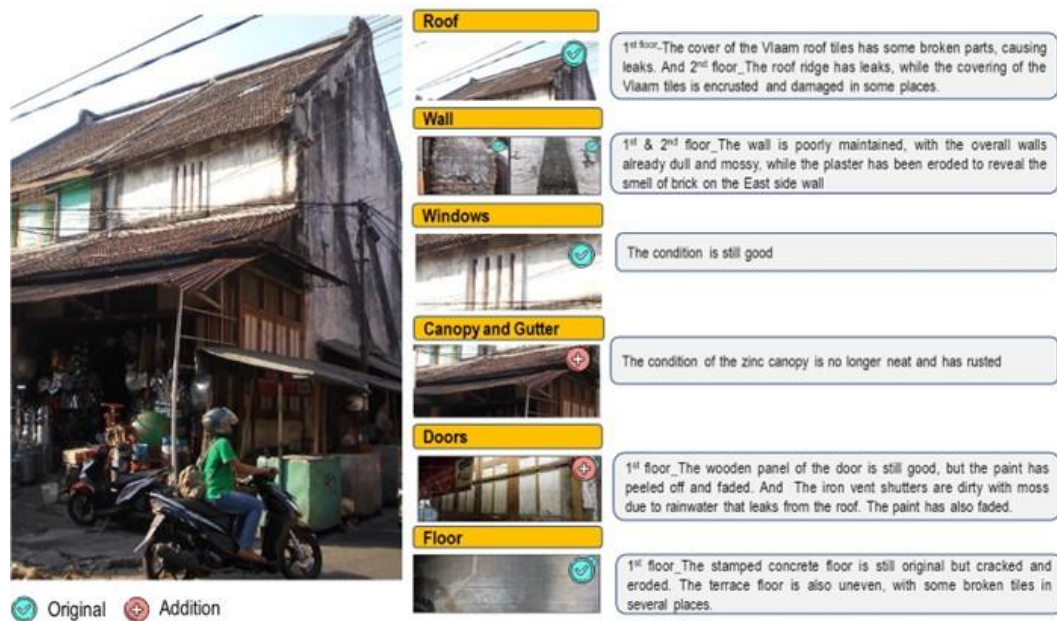 Roof
1st floor_The cover of the Vlaam roof tiles has some broken parts, causing
leaks. And 2nd floor_The roof ridge has leaks, while the covering of the
Vlaam tiles is encrusted and damaged in some places.
Wall
1st & 2nd floor_The wall is poorly maintained, with the overall walls
already dull and mossy, while the plaster has been eroded to reveal the
smell of brick on the East side wall
Windows
The condition is still good
Canopy and Gutter
The condition of the zinc canopy is no longer neat and has rusted
Doors
1st floor_The wooden panel of the door is still good, but the paint has
peeled off and faded. And The iron vent shutters are dirty with moss
due to rainwater that leaks from the roof. The paint has also faded.
Floor
1st floor_The stamped concrete floor is still original but cracked and
eroded. The terrace floor is also uneven, with some broken tiles in
several places.
Original
Addition